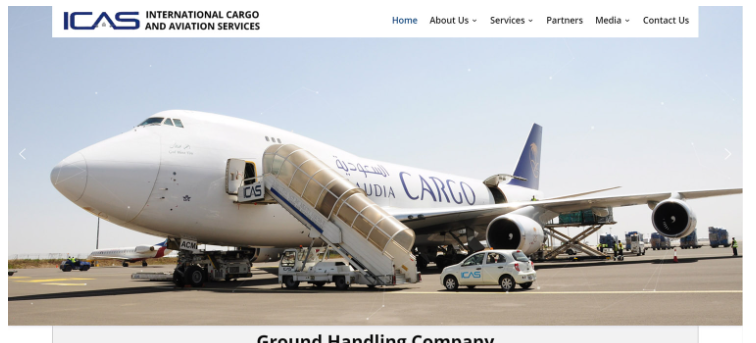 ICAS INTERNATIONAL CARGO
AND AVIATION SERVICES
Home About Us Services Partners Media Contact Us
السعودية
SAUDIA CARGO
ICAS
ACM
ICAS
Ground Handling Company